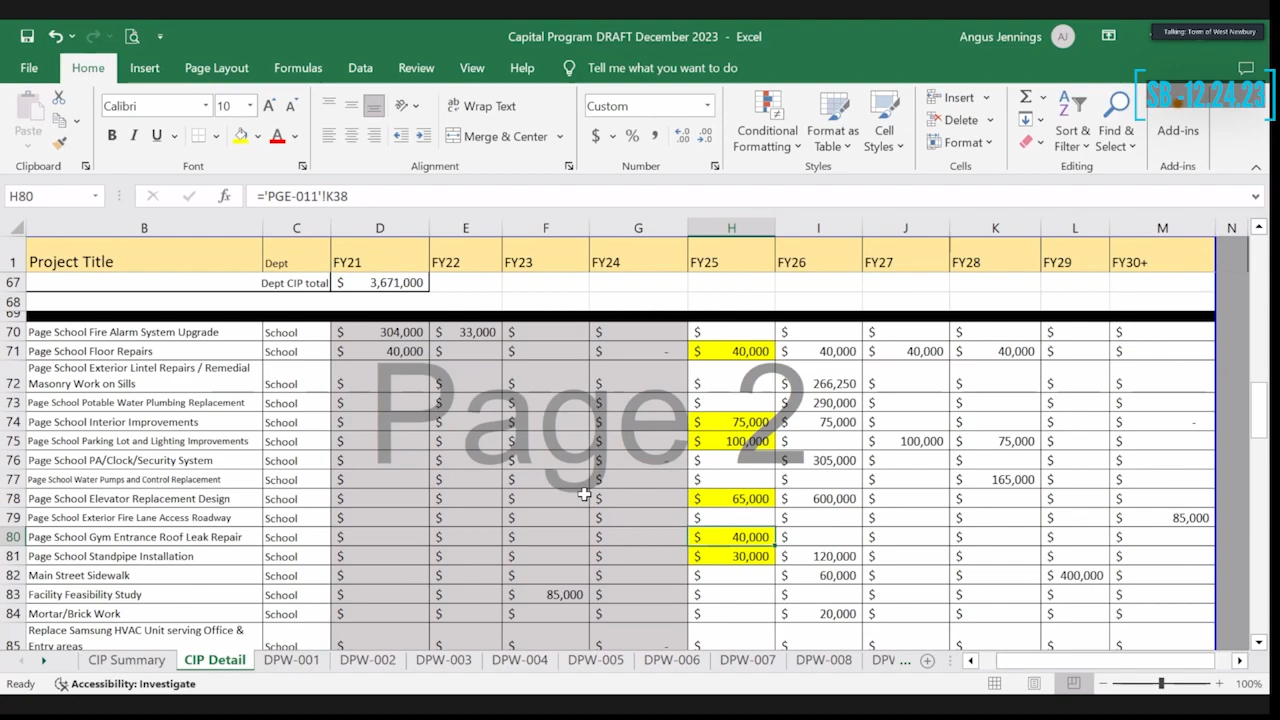 Capital Program DRAFT December 2023 - Excel
Angus Jennings AJ
Talking: Town of West Newbury
File Home Insert Page Layout Formulas Data Review View Help Tell me what you want to do
SB -12.24.23
Paste
Calibri 10
B I U A
Wrap Text
Merge & Center
Custom
$ % ,
Conditional Formatting
Format as Table
Cell Styles
Insert
Delete
Format
Sort & Filter
Find & Select
Add-ins
Clipboard Font Alignment Number Styles Cells Editing Add-ins
H80 fx ='PGE-011'!K38
B C D E F G H I J K L M N
1 Project Title Dept FY21 FY22 FY23 FY24 FY25 FY26 FY27 FY28 FY29 FY30+
67 Dept CIP total $ 3,671,000
68
69
70 Page School Fire Alarm System Upgrade School $ 304,000 $ 33,000 $ $ $ $ $ $ $ $
71 Page School Floor Repairs School $ 40,000 $ $ $ - $ 40,000 $ 40,000 $ 40,000 $ 40,000 $ $
Page School Exterior Lintel Repairs / Remedial
72 Masonry Work on Sills School $ $ $ $ $ $ 266,250 $ $ $ $
73 Page School Potable Water Plumbing Replacement School $ $ $ $ $ $ 290,000 $ $ $ $
74 Page School Interior Improvements School $ $ $ $ $ 75,000 $ 75,000 $ $ $ $ -
75 Page School Parking Lot and Lighting Improvements School $ $ $ $ $ 100,000 $ $ 100,000 $ 75,000 $ $
76 Page School PA/Clock/Security System School $ $ $ $ - $ $ 305,000 $ $ $ $
77 Page School Water Pumps and Control Replacement School $ $ $ $ $ $ $ $ 165,000 $ $
78 Page School Elevator Replacement Design School $ $ $ $ $ 65,000 $ 600,000 $ $ $ $
79 Page School Exterior Fire Lane Access Roadway School $ $ $ $ $ $ $ $ $ $ 85,000
80 Page School Gym Entrance Roof Leak Repair School $ $ $ $ $ 40,000 $ $ $ $ $
81 Page School Standpipe Installation School $ $ $ $ $ 30,000 $ 120,000 $ $ $ $
82 Main Street Sidewalk School $ $ $ $ $ $ 60,000 $ $ $ 400,000 $
83 Facility Feasibility Study School $ $ $ 85,000 $ $ $ $ $ $ $
84 Mortar/Brick Work School $ $ $ $ $ $ 20,000 $ $ $ $
Replace Samsung HVAC Unit serving Office &
85 Entry areas School $ $ $ $ $ $ $ $ $ $
Page 2
CIP Summary CIP Detail DPW-001 DPW-002 DPW-003 DPW-004 DPW-005 DPW-006 DPW-007 DPW-008 DPV ...
Ready Accessibility: Investigate 100%